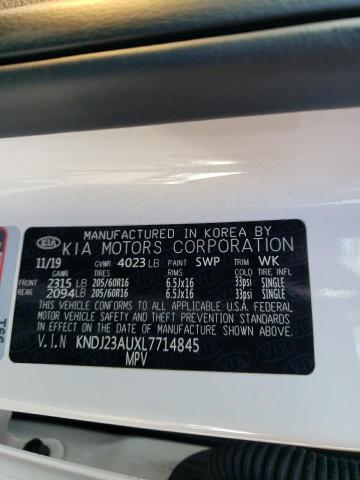 KIA MANUFACTURED IN KOREA BY
KIA MOTORS CORPORATION
11/19 GVWR 4023 LB PAINT SWP TRIM WK
GAWR TIRES RIMS COLD TIRE INFL
FRONT 2315 LB 205/60R16 6.5Jx16 33psi SINGLE
REAR 2094 LB 205/60R16 6.5Jx16 33psi SINGLE
THIS VEHICLE CONFORMS TO ALL APPLICABLE U.S.A FEDERAL
MOTOR VEHICLE SAFETY AND THEFT PREVENTION STANDARDS
IN EFFECT ON THE DATE OF MANUFACTURE SHOWN ABOVE.
V.I.N KNDJ23AUXL7714845
MPV